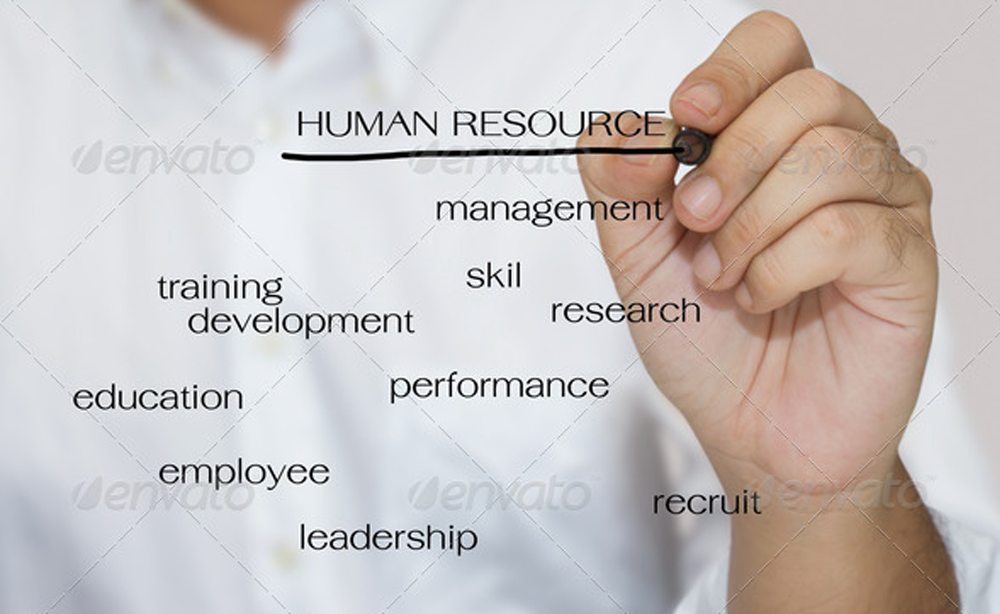 HUMAN RESOURCE
envato envato envato
management
skil
training
research
development
performance
education
employee
envato envato envato
recruit
leadership